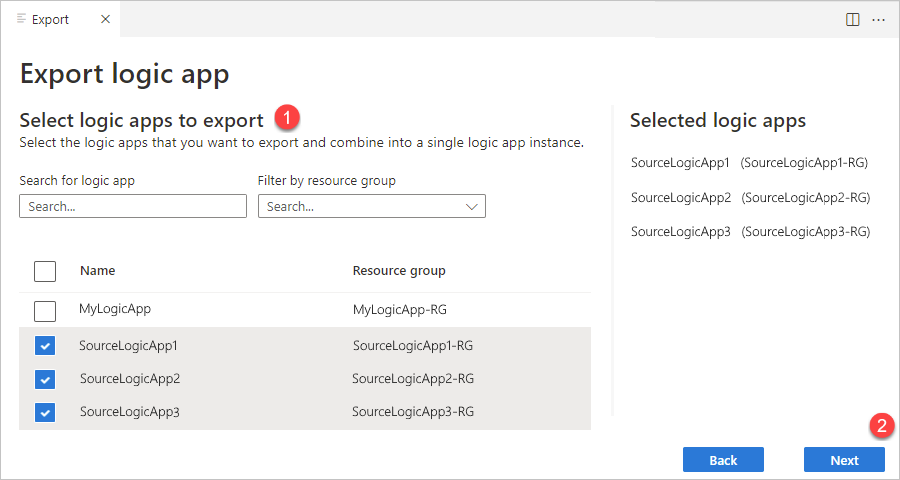 Export
Export logic app
Select logic apps to export 1
Select the logic apps that you want to export and combine into a single logic app instance.
Search for logic app Filter by resource group
Search... Search...
Name Resource group
MyLogicApp MyLogicApp-RG
SourceLogicApp1 SourceLogicApp1-RG
SourceLogicApp2 SourceLogicApp2-RG
SourceLogicApp3 SourceLogicApp3-RG
Selected logic apps
SourceLogicApp1 (SourceLogicApp1-RG)
SourceLogicApp2 (SourceLogicApp2-RG)
SourceLogicApp3 (SourceLogicApp3-RG)
2
Back Next